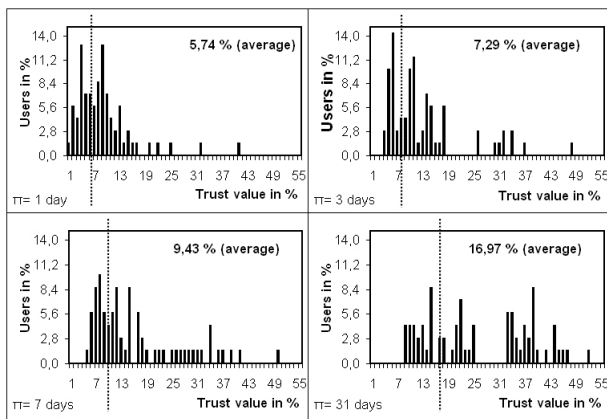 14,0
11,2
8,4
5,6
2,8
0,0
Users in %
5,74 % (average)
1 7 13 19 25 31 37 43 49 55
π= 1 day
Trust value in %
14,0
11,2
8,4
5,6
2,8
0,0
Users in %
7,29 % (average)
1 7 13 19 25 31 37 43 49 55
π= 3 days
Trust value in %
14,0
11,2
8,4
5,6
2,8
0,0
Users in %
9,43 % (average)
1 7 13 19 25 31 37 43 49 55
π= 7 days
Trust value in %
14,0
11,2
8,4
5,6
2,8
0,0
Users in %
16,97 % (average)
1 7 13 19 25 31 37 43 49 55
π= 31 days
Trust value in %